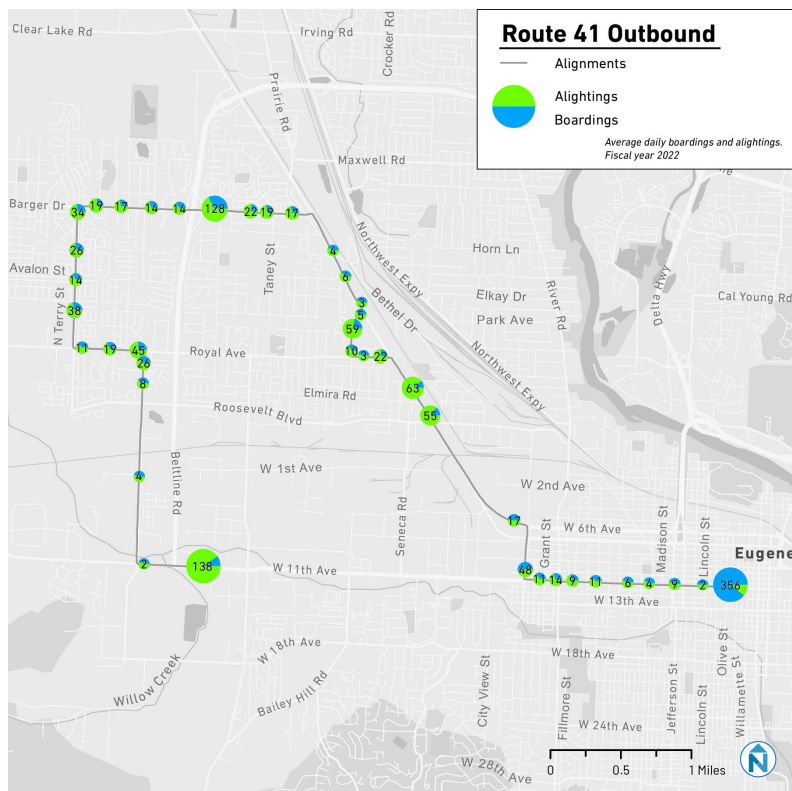 Route 41 Outbound
Alignments
Alightings
Boardings
Average daily boardings and alightings.
Fiscal year 2022
Clear Lake Rd
Irving Rd
Crocker Rd
Prairie Rd
Maxwell Rd
Barger Dr
34
19
17
14
14
128
22
19
17
26
4
Northwest Expy
Horn Ln
Delta Hwy
Avalon St
14
Taney St
6
Bethel Dr
Elkay Dr
River Rd
Cal Young Rd
N Terry St
38
3
5
Park Ave
59
11
19
45
Royal Ave
10
3
22
Northwest Expy
26
8
Elmira Rd
63
Roosevelt Blvd
55
4
Beltline Rd
W 1st Ave
W 2nd Ave
Seneca Rd
17
W 6th Ave
Grant St
Madison St
Lincoln St
Eugene
2
138
W 11th Ave
48
11
14
9
11
6
4
9
2
356
W 13th Ave
W 18th Ave
W 18th Ave
Olive St
Willow Creek
Bailey Hill Rd
City View St
Fillmore St
Jefferson St
Lincoln St
Willamette St
W 24th Ave
W 28th Ave
0
0.5
1 Miles
N